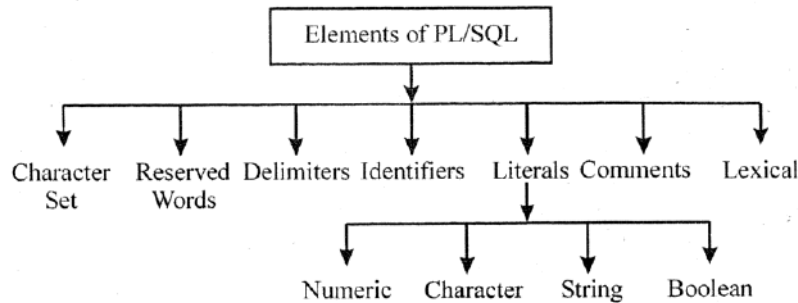 Elements of PL/SQL
Character Set
Reserved Words
Delimiters
Identifiers
Literals
Comments
Lexical
Numeric
Character
String
Boolean